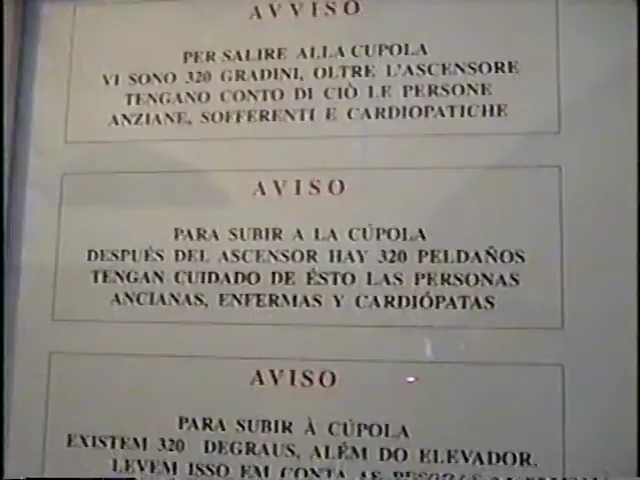 AVVISO
PER SALIRE ALLA CUPOLA
VI SONO 320 GRADINI, OLTRE L'ASCENSORE
TENGANO CONTO DI CIÒ LE PERSONE
ANZIANE, SOFFERENTI E CARDIOPATICHE
AVISO
PARA SUBIR A LA CÚPOLA
DESPUÉS DEL ASCENSOR HAY 320 PELDAÑOS
TENGAN CUIDADO DE ÉSTO LAS PERSONAS
ANCIANAS, ENFERMAS Y CARDIÓPATAS
AVISO
PARA SUBIR À CÚPOLA
EXISTEM 320 DEGRAUS, ALÉM DO ELEVADOR.
LEVEM ISSO EM CONTA AS PESSOAS